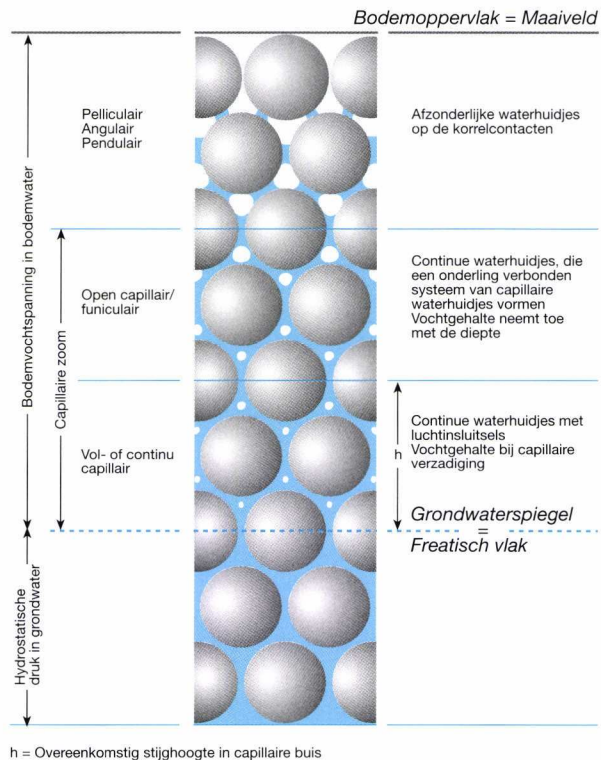 Bodemoppervlak = Maaiveld
Pelliculair
Angulair
Pendulair
Afzonderlijke waterhuidjes
op de korrelcontacten
Bodemvochtspanning in bodemwater
Capillaire zoom
Open capillair/
funiculair
Continue waterhuidjes, die
een onderling verbonden
systeem van capillaire
waterhuidjes vormen
Vochtgehalte neemt toe
met de diepte
Vol- of continu
capillair
h
Continue waterhuidjes met
luchtinsluitsels
Vochtgehalte bij capillaire
verzadiging
Grondwaterspiegel
=
Freatisch vlak
Hydrostatische
druk in grondwater
h = Overeenkomstig stijghoogte in capillaire buis